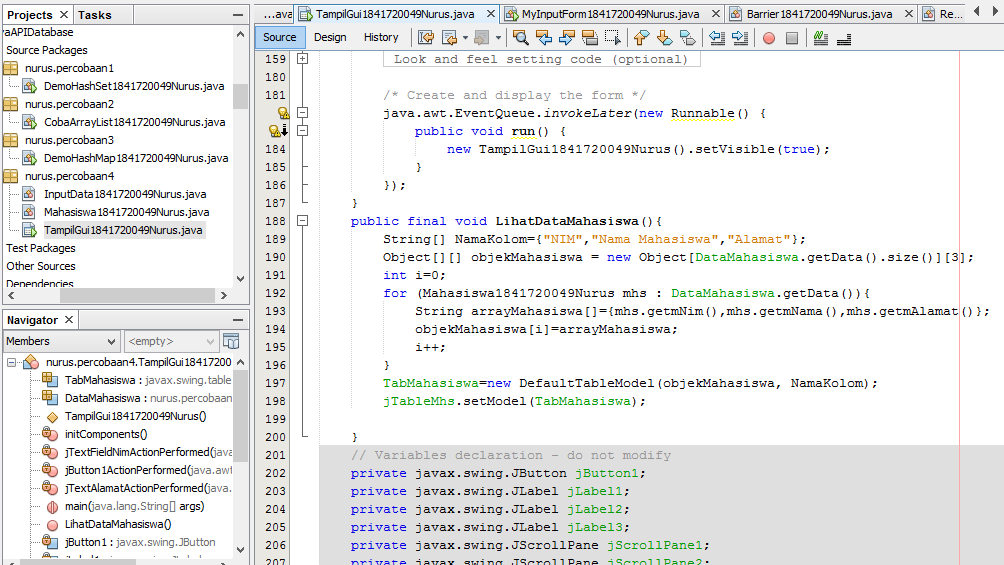 Projects × Tasks
aAPIDatabase
Source Packages
nurus.percobaan1
DemoHashSet1841720049Nurus.java
nurus.percobaan2
CobaArrayList1841720049Nurus.java
nurus.percobaan3
DemoHashMap1841720049Nurus.java
nurus.percobaan4
InputData1841720049Nurus.java
Mahasiswa1841720049Nurus.java
TampilGui1841720049Nurus.java
Test Packages
Other Sources
Dependencies
Navigator ×
Members <empty>
nurus.percobaan4.TampilGui18417200
TabMahasiswa : javax.swing.table
DataMahasiswa : nurus.percobaan
TampilGui1841720049Nurus()
initComponents()
jTextFieldNimActionPerformed(java.
jButton1ActionPerformed(java.awt
jTextAlamatActionPerformed(java.
main(java.lang.String[] args)
LihatDataMahasiswa()
jButton1 : javax.swing.JButton
...ava TampilGui1841720049Nurus.java × MyInputForm1841720049Nurus.java × Barrier1841720049Nurus.java × Re...
Source Design History
159 Look and feel setting code (optional)
180
181 /* Create and display the form */
java.awt.EventQueue.invokeLater(new Runnable() {
public void run() {
184 new TampilGui1841720049Nurus().setVisible(true);
185 }
186 });
187 }
188 public final void LihatDataMahasiswa(){
189 String[] NamaKolom={"NIM","Nama Mahasiswa","Alamat"};
190 Object[][] objekMahasiswa = new Object[DataMahasiswa.getData().size()][3];
191 int i=0;
192 for (Mahasiswa1841720049Nurus mhs : DataMahasiswa.getData()){
193 String arrayMahasiswa[]={mhs.getmNim(),mhs.getmNama(),mhs.getmAlamat()};
194 objekMahasiswa[i]=arrayMahasiswa;
195 i++;
196 }
197 TabMahasiswa=new DefaultTableModel(objekMahasiswa, NamaKolom);
198 jTableMhs.setModel(TabMahasiswa);
199
200 }
201 // Variables declaration - do not modify
202 private javax.swing.JButton jButton1;
203 private javax.swing.JLabel jLabel1;
204 private javax.swing.JLabel jLabel2;
205 private javax.swing.JLabel jLabel3;
206 private javax.swing.JScrollPane jScrollPane1;
207 private javax.swing.JScrollPane jScrollPane2;